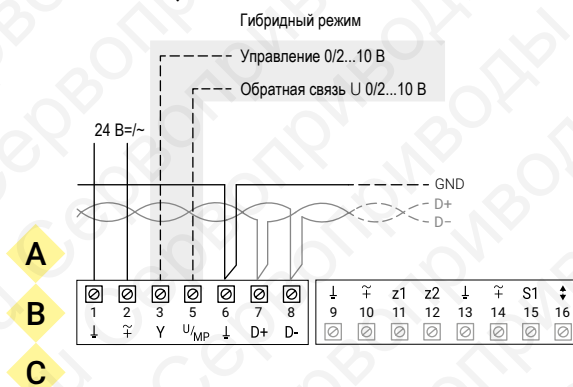 Гибридный режим
Управление 0/2...10 В
Обратная связь U 0/2...10 В
24 В=/~
GND
D+
D−
A
B
C
1 2 3 5 6 7 8
⏚ ~̄ Y U/MP ⏚ D+ D-
⏚ ~̟ z1 z2 ⏚ ~̟ S1 ⬍
9 10 11 12 13 14 15 16
Сервоприводы